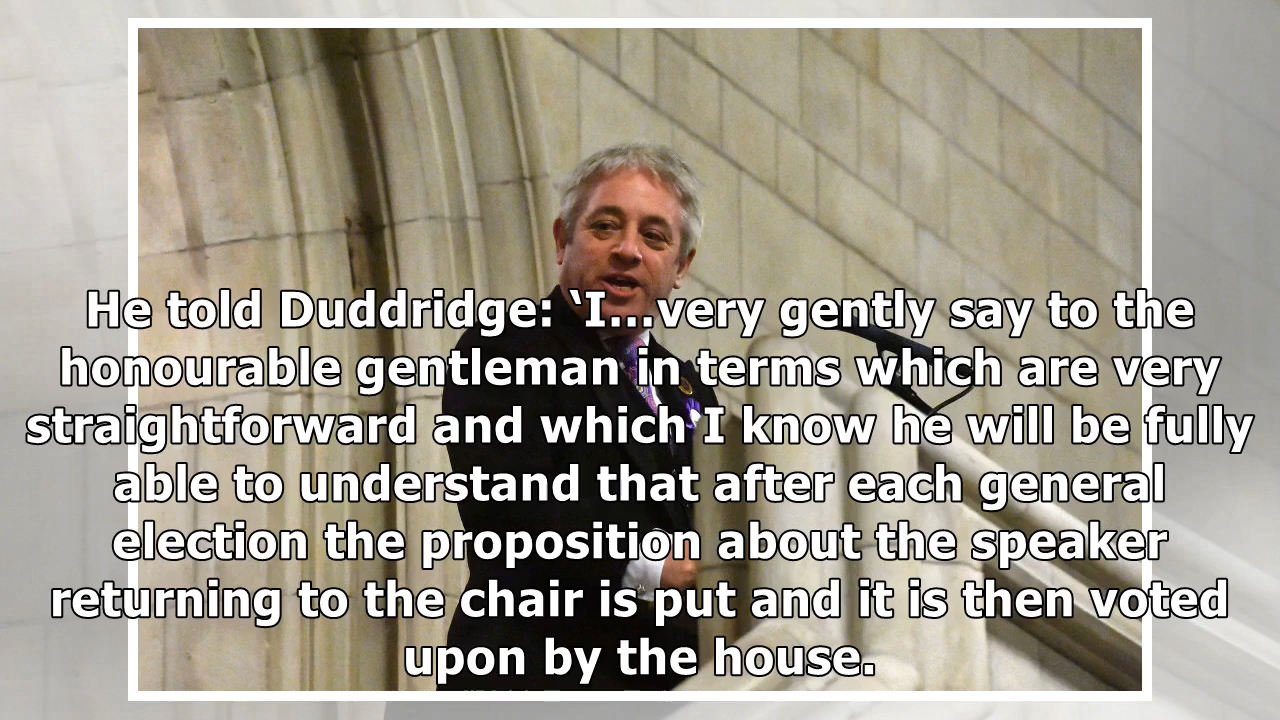 He told Duddridge: ‘I...very gently say to the
honourable gentleman in terms which are very
straightforward and which I know he will be fully
able to understand that after each general
election the proposition about the speaker
returning to the chair is put and it is then voted
upon by the house.